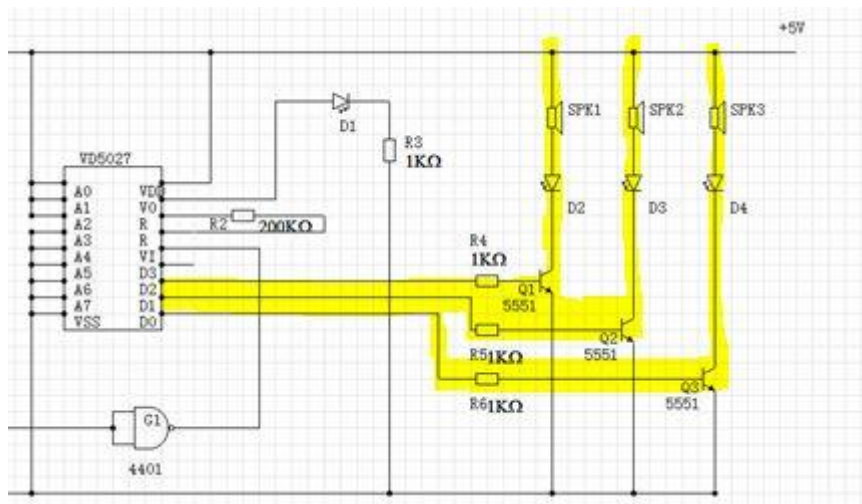 +5V
SPK1
SPK2
SPK3
D1
R3
1KΩ
VD5027
A0
VDD
A1
VO
A2
R
R2
200KΩ
A3
R
A4
VI
A5
D3
A6
D2
A7
D1
VSS
D0
D2
D3
D4
R4
1KΩ
Q1
5551
Q2
R5
1KΩ
5551
Q3
R6
1KΩ
5551
G1
4401